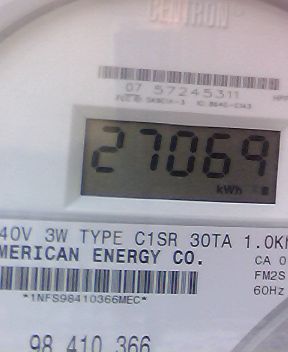 CENTRON®
07 57245311
27069
kWh
40V 3W TYPE C1SR 30TA 1.0K
MERICAN ENERGY CO.
CA 0
FM2S
60Hz
*1NFS98410366MEC*
98 410 366